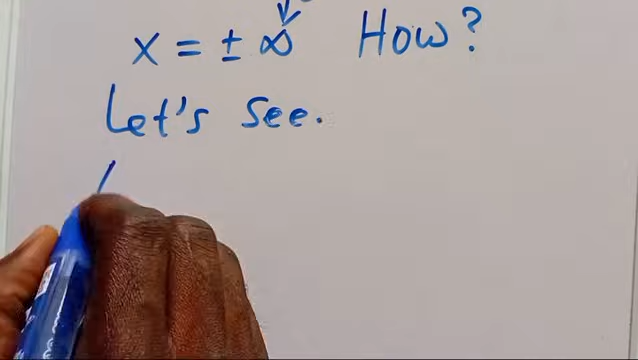 x = ± ∞ How?
Let's see.